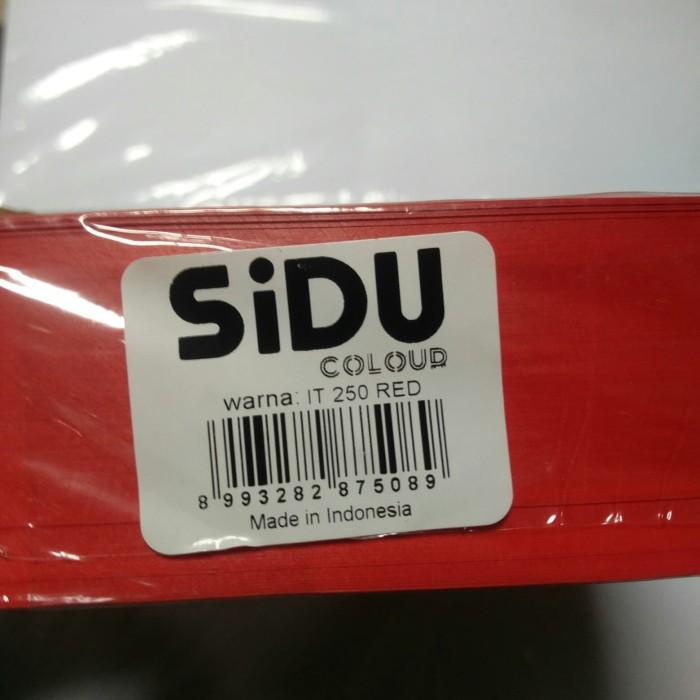 SiDU
COLOUR
warna: IT 250 RED
8 993282 875089
Made in Indonesia